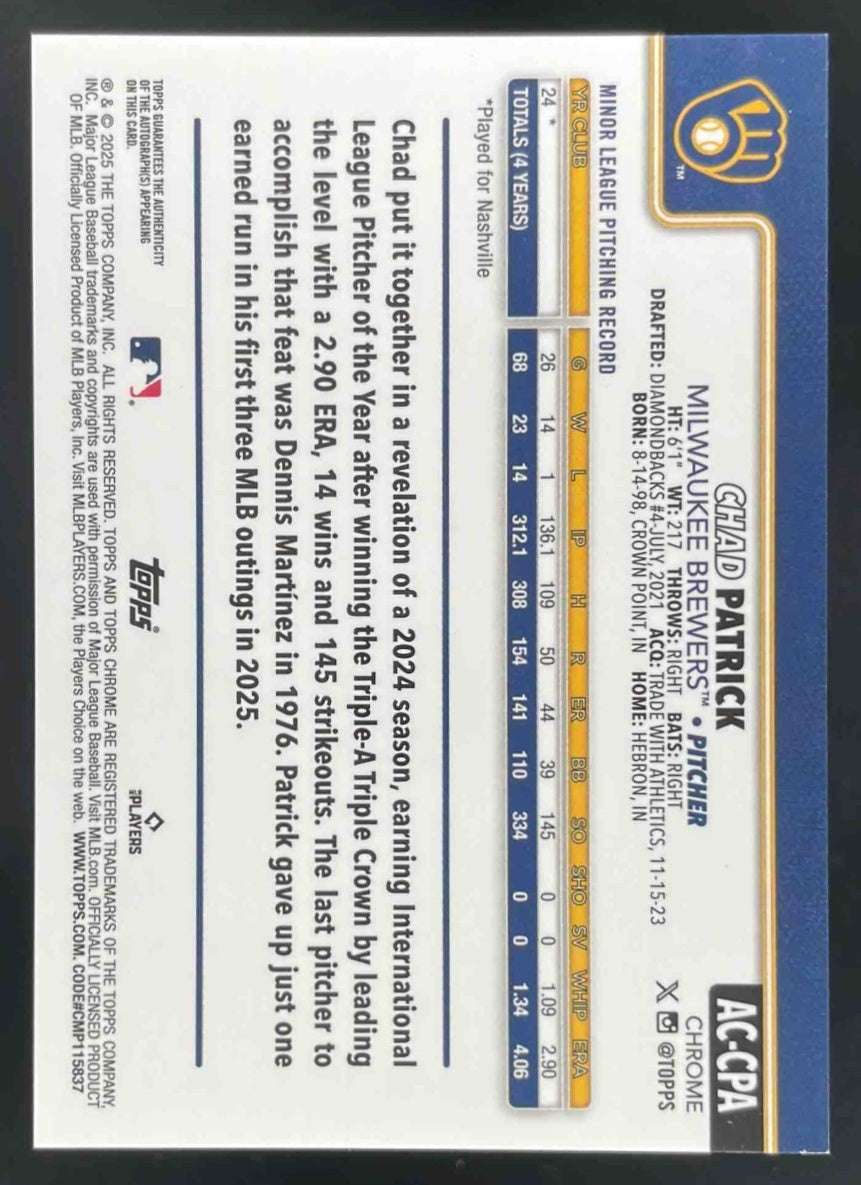 AC-CPA
CHROME
@TOPPS
CHAD PATRICK
MILWAUKEE BREWERS™ • PITCHER
HT: 6'1" WT: 217 THROWS: RIGHT BATS: RIGHT
DRAFTED: DIAMONDBACKS #4-JULY, 2021 ACQ: TRADE WITH ATHLETICS, 11-15-23
BORN: 8-14-98, CROWN POINT, IN HOME: HEBRON, IN
TM
MINOR LEAGUE PITCHING RECORD
YR CLUB G W L IP H R ER BB SO SHO SV WHIP ERA
24 * 26 14 1 136.1 109 50 44 39 145 0 0 1.09 2.90
TOTALS (4 YEARS) 68 23 14 312.1 308 154 141 110 334 0 0 1.34 4.06
*Played for Nashville
Chad put it together in a revelation of a 2024 season, earning International
League Pitcher of the Year after winning the Triple-A Triple Crown by leading
the level with a 2.90 ERA, 14 wins and 145 strikeouts. The last pitcher to
accomplish that feat was Dennis Martínez in 1976. Patrick gave up just one
earned run in his first three MLB outings in 2025.
TOPPS GUARANTEES THE AUTHENTICITY
OF THE AUTOGRAPH(S) APPEARING
ON THIS CARD.
®
topps®
MLB PLAYERS
® & © 2025 THE TOPPS COMPANY, INC. ALL RIGHTS RESERVED. TOPPS AND TOPPS CHROME ARE REGISTERED TRADEMARKS OF THE TOPPS COMPANY,
INC. Major League Baseball trademarks and copyrights are used with permission of Major League Baseball. Visit MLB.com. OFFICIALLY LICENSED PRODUCT
OF MLB. Officially Licensed Product of MLB Players, Inc. Visit MLBPLAYERS.COM, the Players Choice on the web. WWW.TOPPS.COM. CODE#CMP115837